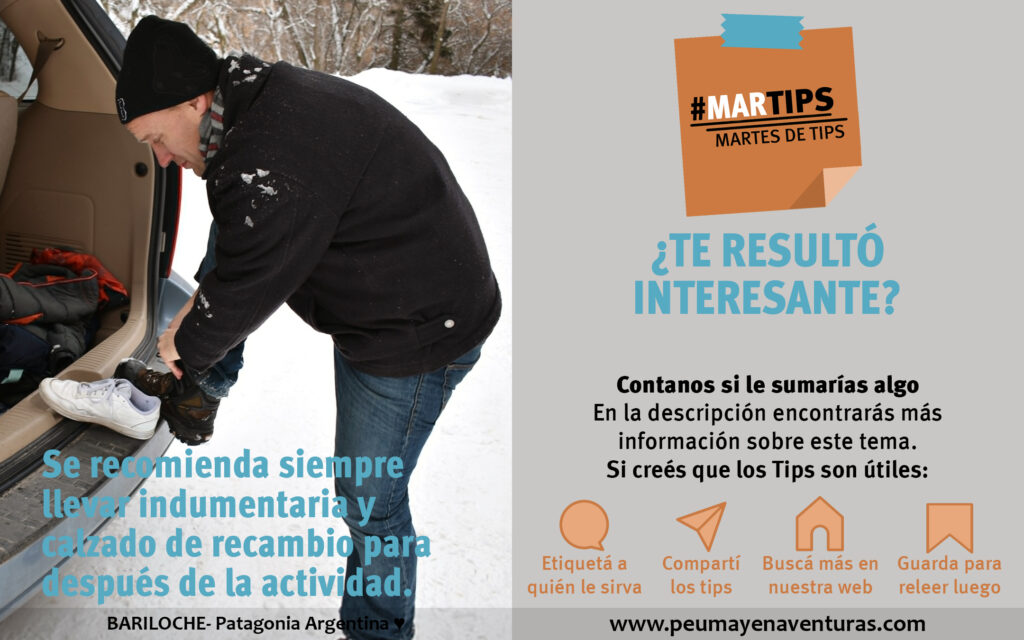 Se recomienda siempre
llevar indumentaria y
calzado de recambio para
después de la actividad.
BARILOCHE- Patagonia Argentina ♥
#MARTIPS
MARTES DE TIPS
¿TE RESULTÓ
INTERESANTE?
Contanos si le sumarías algo
En la descripción encontrarás más
información sobre este tema.
Si creés que los Tips son útiles:
Etiquetá a
quién le sirva
Compartí
los tips
Buscá más en
nuestra web
Guarda para
releer luego
www.peumayenaventuras.com